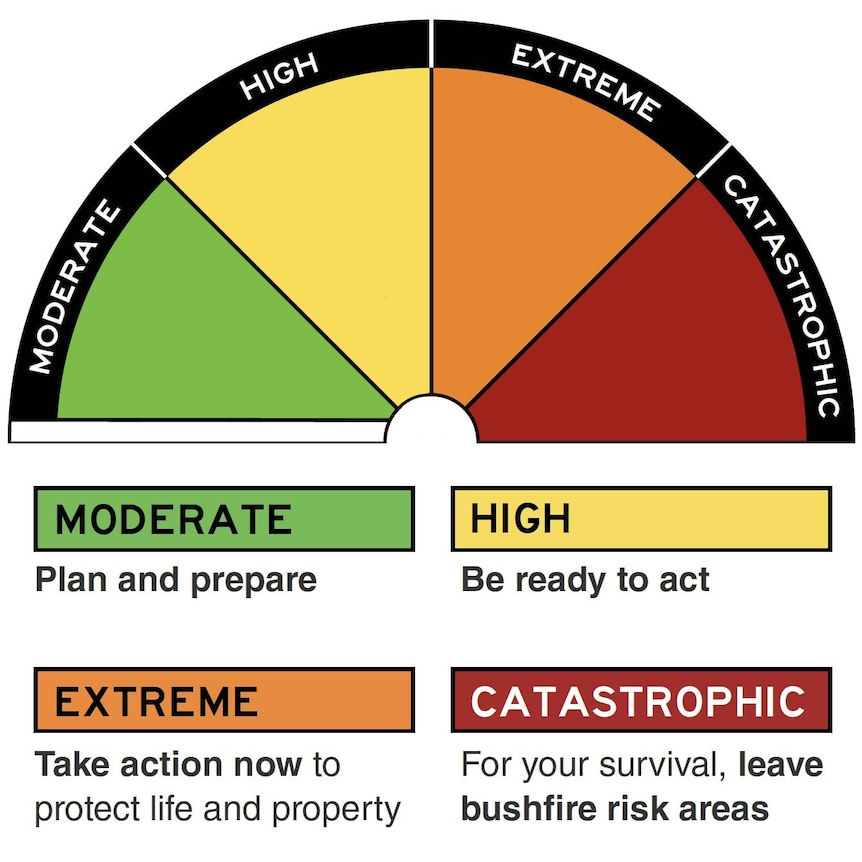 MODERATE
HIGH
EXTREME
CATASTROPHIC
MODERATE
Plan and prepare
HIGH
Be ready to act
EXTREME
Take action now to
protect life and property
CATASTROPHIC
For your survival, leave
bushfire risk areas